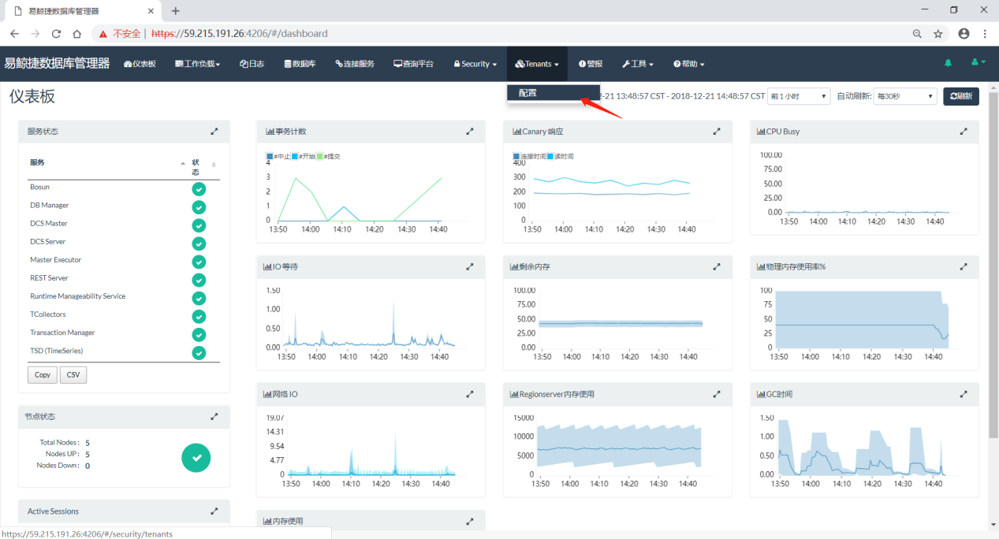 易鲸捷数据库管理器
不安全 | https://59.215.191.26:4206/#/dashboard
易鲸捷数据库管理器 仪表板 工作负载 日志 数据库 连接服务 查询平台 Security Tenants 警报 工具 帮助
配置
仪表板
2-21 13:48:57 CST - 2018-12-21 14:48:57 CST 前1小时 自动刷新: 每30秒 刷新
服务状态
服务 状态
Bosun
DB Manager
DCS Master
DCS Server
Master Executor
REST Server
Runtime Manageability Service
TCollectors
Transaction Manager
TSD (TimeSeries)
Copy CSV
节点状态
Total Nodes: 5
Nodes UP: 5
Nodes Down: 0
Active Sessions
事务计数
#中止 #开始 #提交
4
3
2
1
0
13:50 14:00 14:10 14:20 14:30 14:40
Canary 响应
连接时间 读时间
400
300
200
100
0
13:50 14:00 14:10 14:20 14:30 14:40
CPU Busy
100.00
75.00
50.00
25.00
0.00
13:50 14:00 14:10 14:20 14:30 14:40
IO 等待
1.50
1.00
0.50
0.00
13:50 14:00 14:10 14:20 14:30 14:40
剩余内存
100.00
75.00
50.00
25.00
0.00
13:50 14:00 14:10 14:20 14:30 14:40
物理内存使用率%
100
75
50
25
0
13:50 14:00 14:10 14:20 14:30 14:40
网络 IO
19.07
14.31
9.54
4.77
0
13:50 14:00 14:10 14:20 14:30 14:40
Regionserver内存使用
15000
10000
5000
0
13:50 14:00 14:10 14:20 14:30 14:40
GC时间
1.50
1.00
0.50
0.00
13:50 14:00 14:10 14:20 14:30 14:40
内存使用
https://59.215.191.26:4206/#/security/tenants